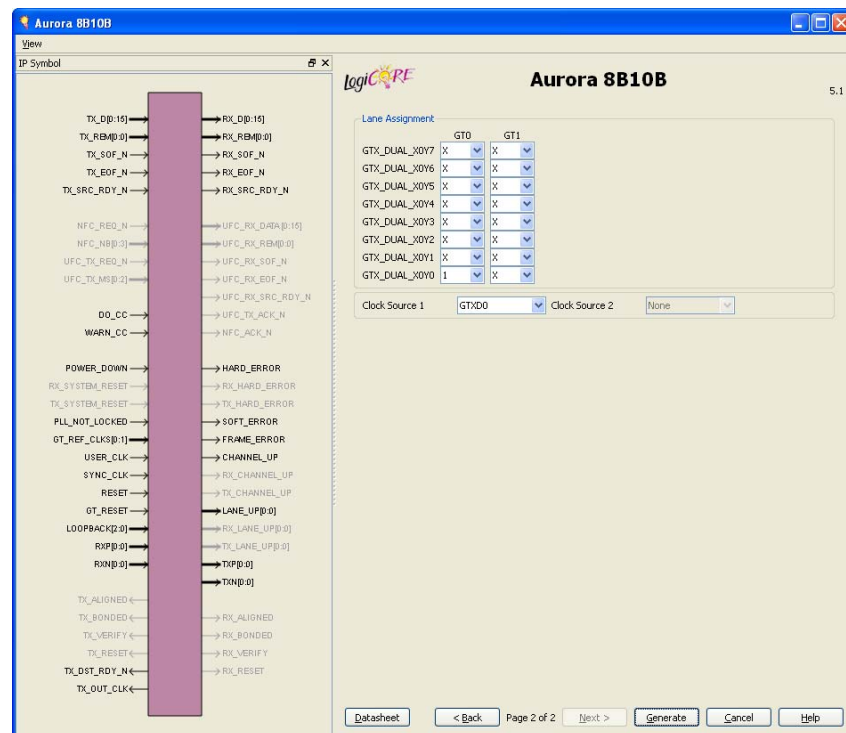 Aurora 8B10B
View
IP Symbol
TX_D[0:15]
TX_REM[0:0]
TX_SOF_N
TX_EOF_N
TX_SRC_RDY_N
NFC_REQ_N
NFC_NB[0:3]
UFC_TX_REQ_N
UFC_TX_MS[0:2]
DO_CC
WARN_CC
POWER_DOWN
RX_SYSTEM_RESET
TX_SYSTEM_RESET
PLL_NOT_LOCKED
GT_REF_CLKS[0:1]
USER_CLK
SYNC_CLK
RESET
GT_RESET
LOOPBACK[2:0]
RXP[0:0]
RXN[0:0]
TX_ALIGNED
TX_BONDED
TX_VERIFY
TX_RESET
TX_DST_RDY_N
TX_OUT_CLK
RX_D[0:15]
RX_REM[0:0]
RX_SOF_N
RX_EOF_N
RX_SRC_RDY_N
UFC_RX_DATA[0:15]
UFC_RX_REM[0:0]
UFC_RX_SOF_N
UFC_RX_EOF_N
UFC_RX_SRC_RDY_N
UFC_TX_ACK_N
NFC_ACK_N
HARD_ERROR
RX_HARD_ERROR
TX_HARD_ERROR
SOFT_ERROR
FRAME_ERROR
CHANNEL_UP
RX_CHANNEL_UP
TX_CHANNEL_UP
LANE_UP[0:0]
RX_LANE_UP[0:0]
TX_LANE_UP[0:0]
TXP[0:0]
TXN[0:0]
RX_ALIGNED
RX_BONDED
RX_VERIFY
RX_RESET
LogiCORE
Aurora 8B10B
5.1
Lane Assignment
GT0 GT1
GTX_DUAL_X0Y7 X X
GTX_DUAL_X0Y6 X X
GTX_DUAL_X0Y5 X X
GTX_DUAL_X0Y4 X X
GTX_DUAL_X0Y3 X X
GTX_DUAL_X0Y2 X X
GTX_DUAL_X0Y1 X X
GTX_DUAL_X0Y0 1 X
Clock Source 1 GTXD0 Clock Source 2 None
Datasheet < Back Page 2 of 2 Next > Generate Cancel Help